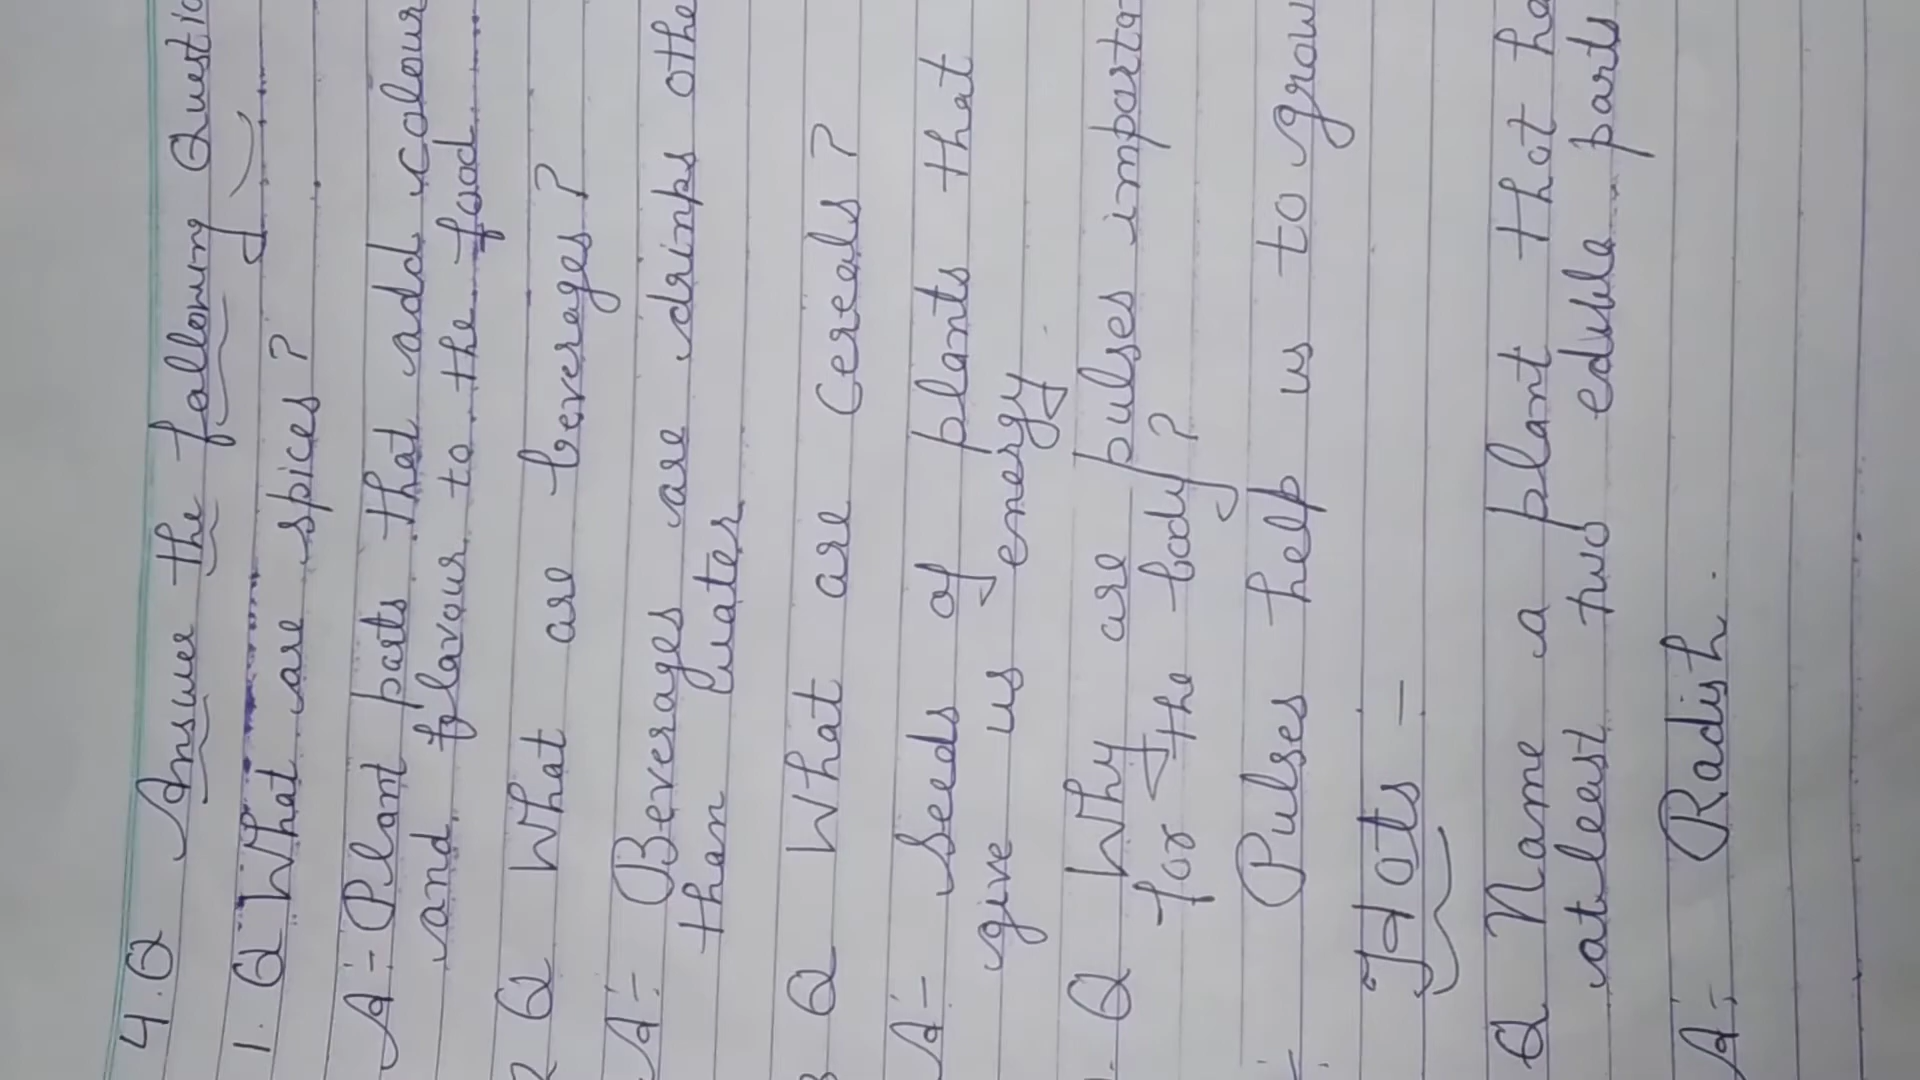 4.Q Answer the following Questio
1. Q What are spices?
A:- Plant parts that add colour
and flavour to the food
2 Q What are beverages?
A:- Beverages are drinks othe
than water
3 Q What are cereals?
A:- Seeds of plants that
give us energy
Q Why are pulses importa
for the body?
Pulses help us to grow
Hots -
Q Name a plant that ha
atleast two edible parts
A:- Radish.